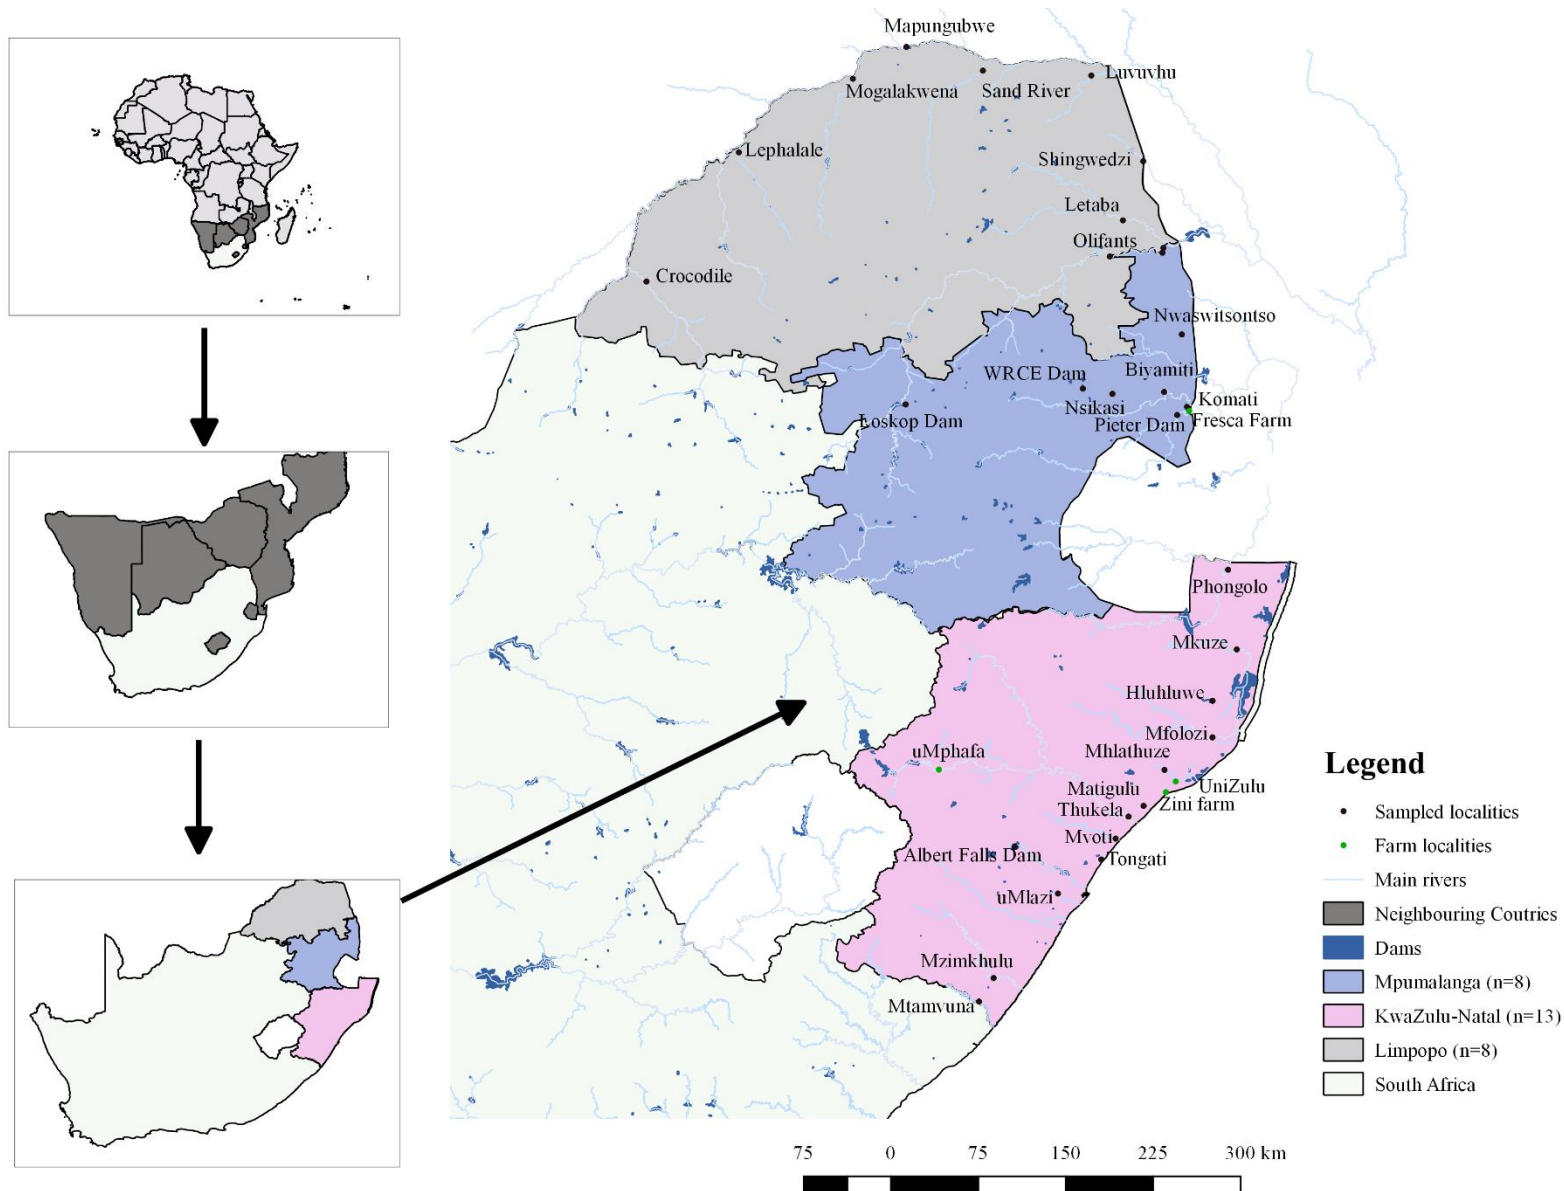 Mapungubwe
Luvuvhu
Mogalakwena
Sand River
Lephalale
Shingwedzi
Letaba
Olifants
Crocodile
Nwaswitsontso
WRCE Dam
Biyamiti
Nsikasi
Komati
Loskop Dam
Pieter Dam
Fresca Farm
Phongolo
Mkuze
Hluhluwe
Mfolozi
uMphafa
Mhlathuze
Matigulu
UniZulu
Thukela
Zini farm
Mvoti
Albert Falls Dam
Tongati
uMlazi
Mzimkhulu
Mtamvuna
Legend
Sampled localities
Farm localities
Main rivers
Neighbouring Coutries
Dams
Mpumalanga (n=8)
KwaZulu-Natal (n=13)
Limpopo (n=8)
South Africa
75 0 75 150 225 300 km